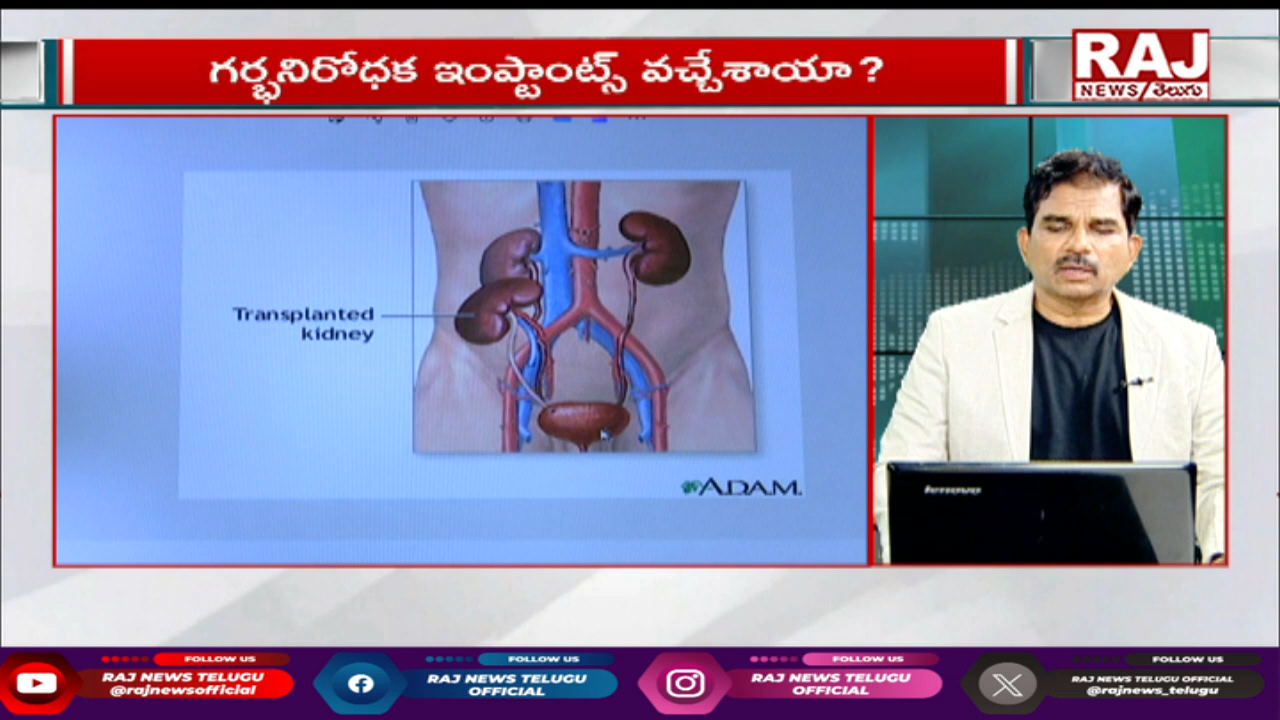 గర్భనిరోధక ఇంప్టాంట్స్ వచ్చేశాయా ?
RAJ
NEWS తెలుగు
Transplanted
kidney
A.D.A.M.
lenovo
FOLLOW US
RAJ NEWS TELUGU
@rajnewsofficial
FOLLOW US
RAJ NEWS TELUGU
OFFICIAL
FOLLOW US
RAJ NEWS TELUGU
OFFICIAL
FOLLOW US
RAJ NEWS TELUGU OFFICIAL
@rajnews_telugu